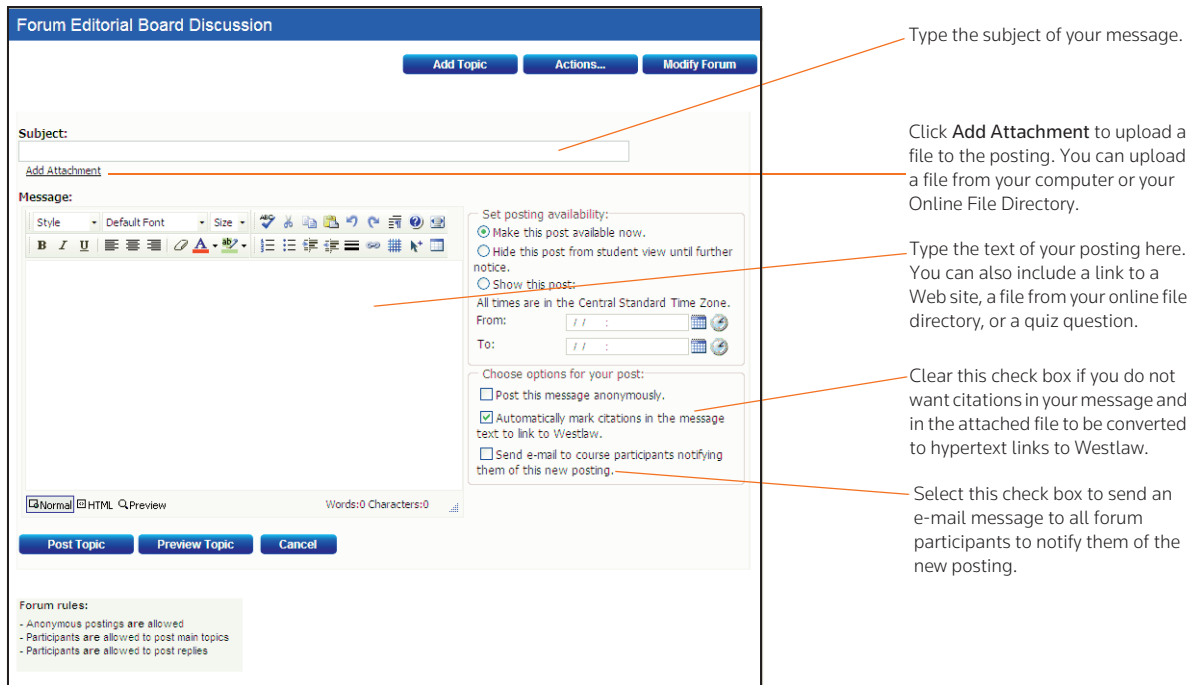 Forum Editorial Board Discussion
Add Topic Actions... Modify Forum
Subject:
Add Attachment
Message:
Style Default Font Size
B I U
Normal HTML Preview Words:0 Characters:0
Set posting availability:
Make this post available now.
Hide this post from student view until further
notice.
Show this post:
All times are in the Central Standard Time Zone.
From: / / :
To: / / :
Choose options for your post:
Post this message anonymously.
Automatically mark citations in the message
text to link to Westlaw.
Send e-mail to course participants notifying
them of this new posting.
Post Topic Preview Topic Cancel
Forum rules:
- Anonymous postings are allowed
- Participants are allowed to post main topics
- Participants are allowed to post replies
Type the subject of your message.
Click Add Attachment to upload a
file to the posting. You can upload
a file from your computer or your
Online File Directory.
Type the text of your posting here.
You can also include a link to a
Web site, a file from your online file
directory, or a quiz question.
Clear this check box if you do not
want citations in your message and
in the attached file to be converted
to hypertext links to Westlaw.
Select this check box to send an
e-mail message to all forum
participants to notify them of the
new posting.